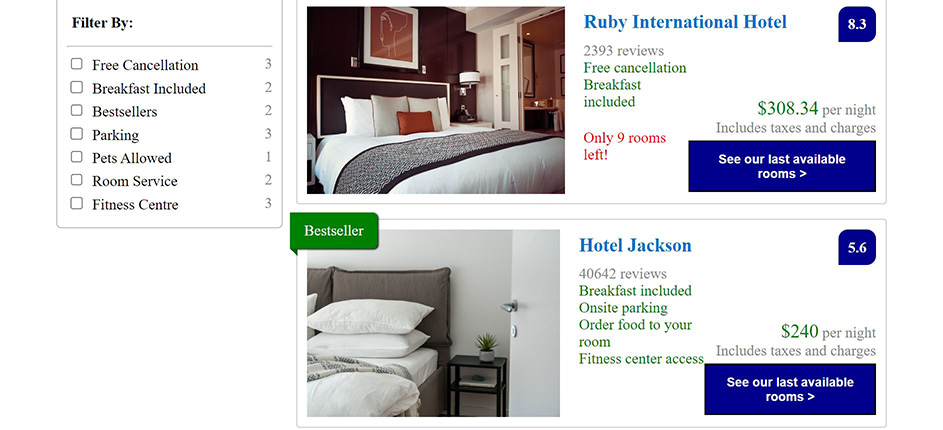 Filter By:
Free Cancellation 3
Breakfast Included 2
Bestsellers 2
Parking 3
Pets Allowed 1
Room Service 2
Fitness Centre 3
Ruby International Hotel
8.3
2393 reviews
Free cancellation
Breakfast
included
Only 9 rooms
left!
$308.34 per night
Includes taxes and charges
See our last available
rooms >
Bestseller
Hotel Jackson
5.6
40642 reviews
Breakfast included
Onsite parking
Order food to your
room
Fitness center access
$240 per night
Includes taxes and charges
See our last available
rooms >